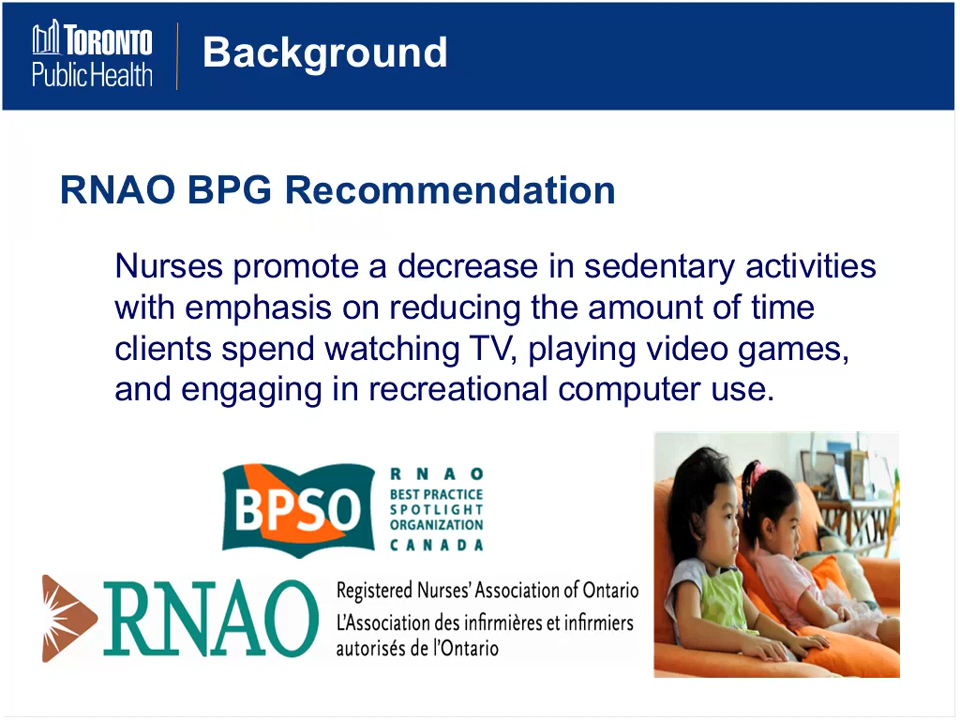 TORONTO
Public Health
Background
RNAO BPG Recommendation
Nurses promote a decrease in sedentary activities
with emphasis on reducing the amount of time
clients spend watching TV, playing video games,
and engaging in recreational computer use.
BPSO
RNAO
BEST PRACTICE
SPOTLIGHT
ORGANIZATION
CANADA
RNAO
Registered Nurses' Association of Ontario
L'Association des infirmières et infirmiers
autorisés de l'Ontario